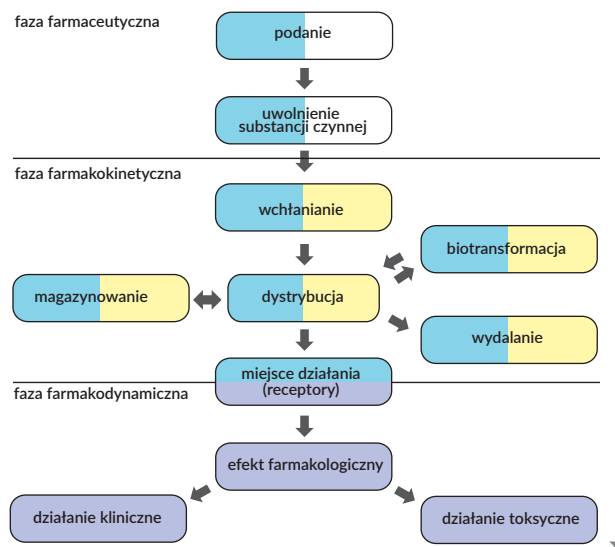 faza farmaceutyczna
podanie
uwolnienie
substancji czynnej
faza farmakokinetyczna
wchłanianie
biotransformacja
magazynowanie
dystrybucja
wydalanie
miejsce działania
(receptory)
faza farmakodynamiczna
efekt farmakologiczny
działanie kliniczne
działanie toksyczne